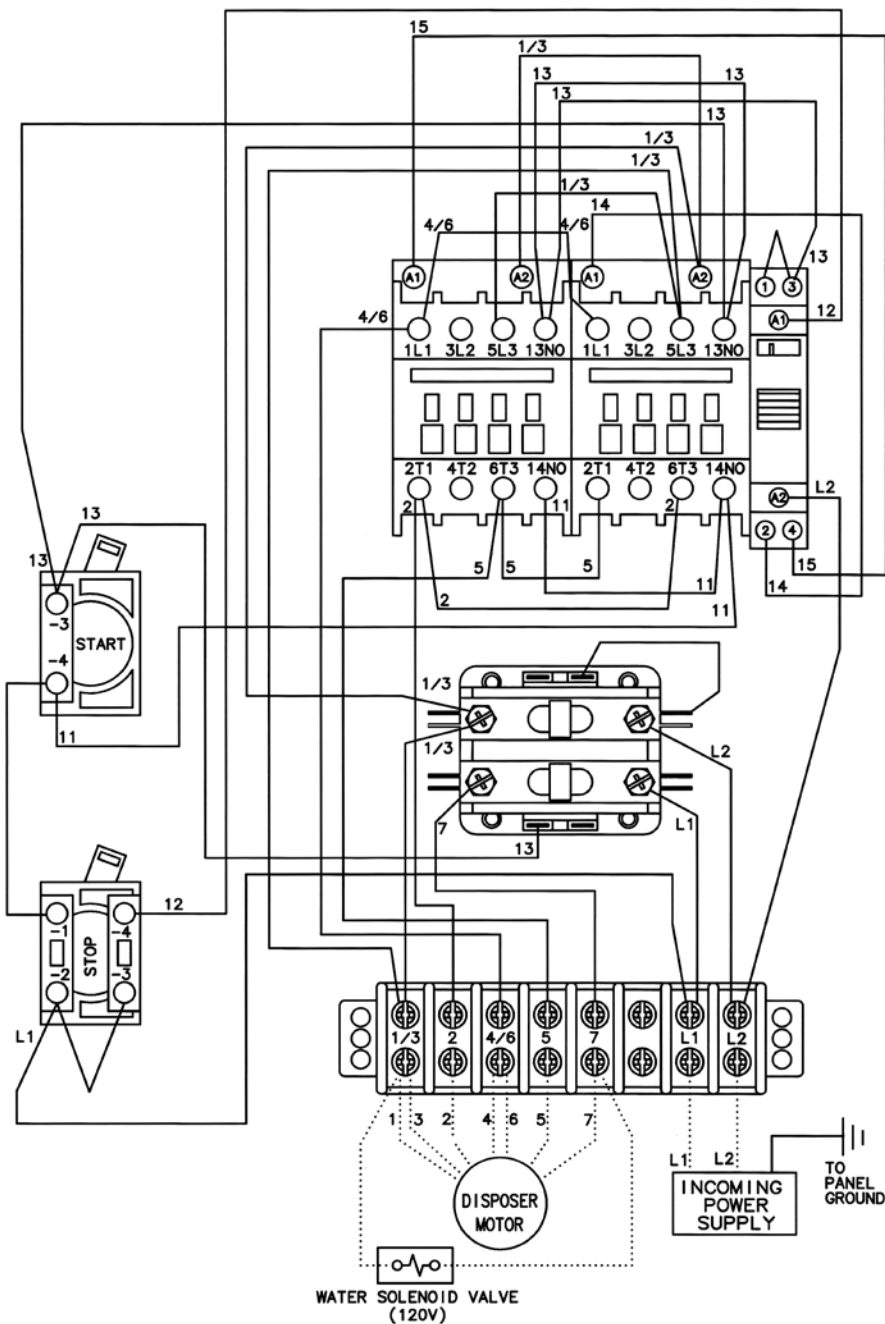 15
12
1/3
13
13
13
13
1/3
1/3
1/3
14
4/6
4/6
13
A1
A2
A1
A2
1
3
12
A1
4/6
1L1
3L2
5L3
13NO
1L1
3L2
5L3
13NO
2T1
4T2
6T3
14NO
2T1
4T2
6T3
14NO
2
11
2
A2
L2
13
2
4
13
5
5
11
15
2
11
14
-3
START
-4
1/3
11
1/3
L2
7
L1
13
12
-1
-4
STOP
-2
-3
L1
1/3
2
4/6
5
7
L1
L2
1
3
2
4
6
5
7
L1
L2
TO
PANEL
GROUND
DISPOSER
MOTOR
INCOMING
POWER
SUPPLY
WATER SOLENOID VALVE
(120V)